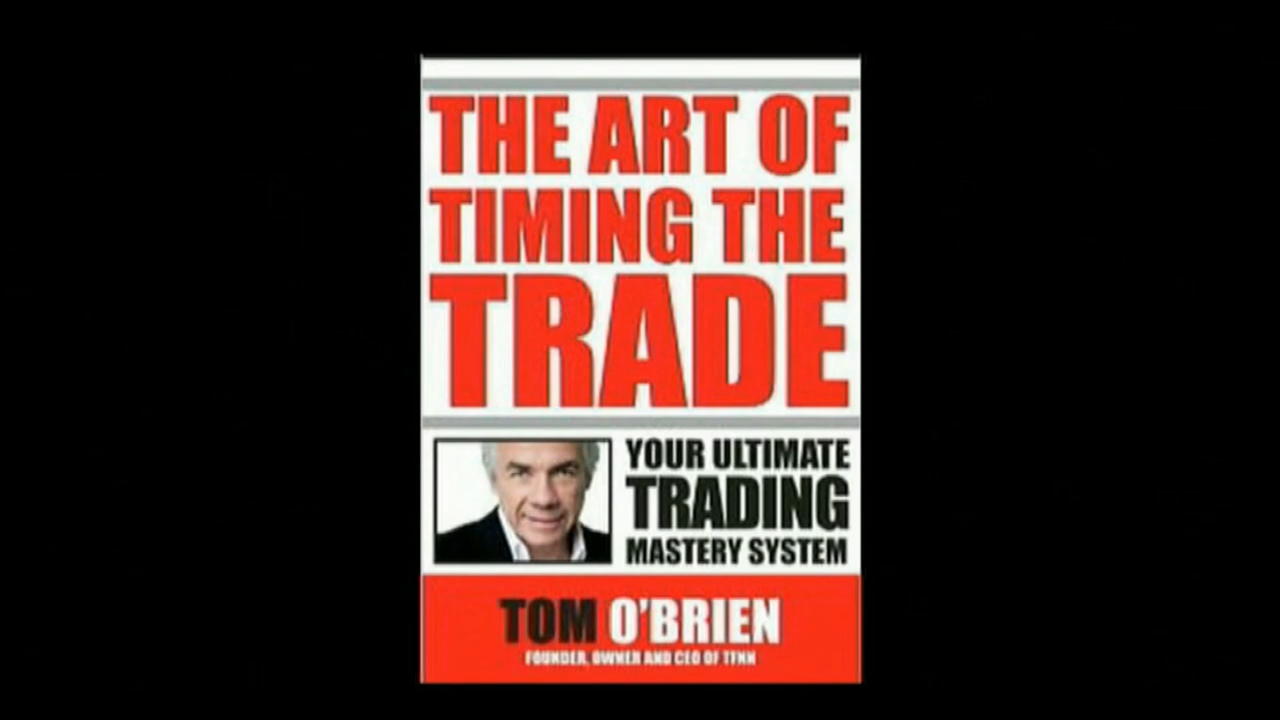 THE ART OF
TIMING THE
TRADE
YOUR ULTIMATE
TRADING
MASTERY SYSTEM
TOM O'BRIEN
FOUNDER, OWNER AND CEO OF TFNN